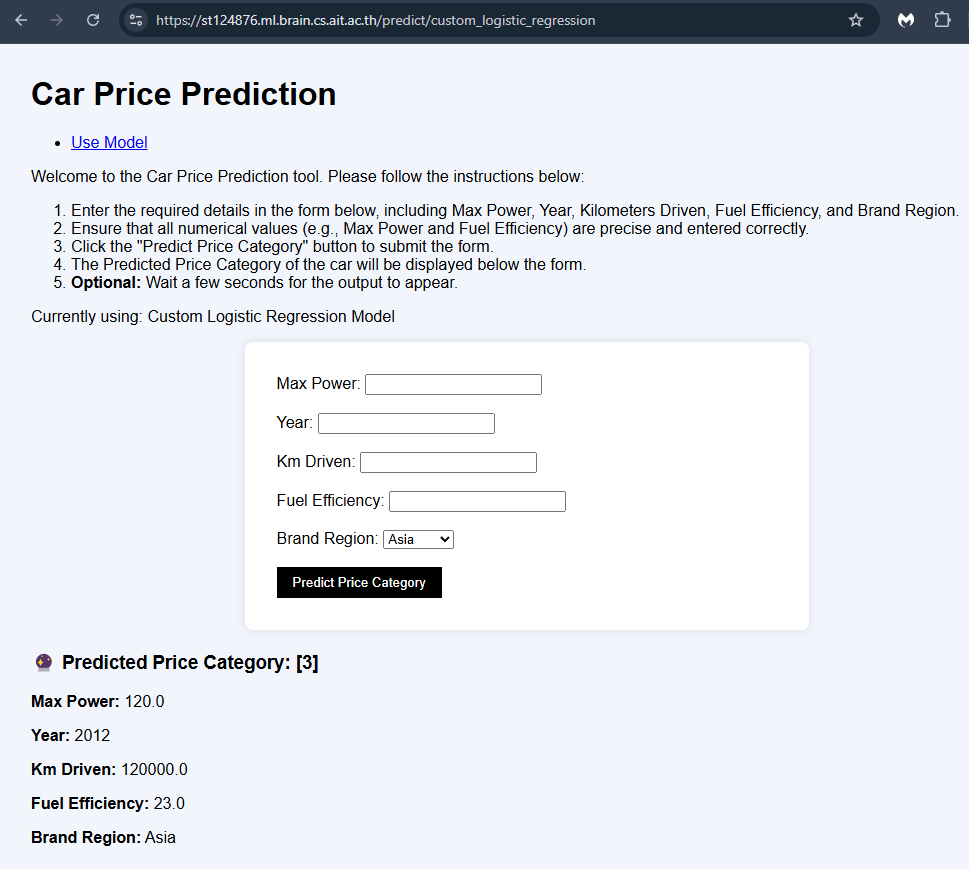 https://st124876.ml.brain.cs.ait.ac.th/predict/custom_logistic_regression
Car Price Prediction
• Use Model
Welcome to the Car Price Prediction tool. Please follow the instructions below:
1. Enter the required details in the form below, including Max Power, Year, Kilometers Driven, Fuel Efficiency, and Brand Region.
2. Ensure that all numerical values (e.g., Max Power and Fuel Efficiency) are precise and entered correctly.
3. Click the "Predict Price Category" button to submit the form.
4. The Predicted Price Category of the car will be displayed below the form.
5. Optional: Wait a few seconds for the output to appear.
Currently using: Custom Logistic Regression Model
Max Power:
Year:
Km Driven:
Fuel Efficiency:
Brand Region: Asia
Predict Price Category
🔮 Predicted Price Category: [3]
Max Power: 120.0
Year: 2012
Km Driven: 120000.0
Fuel Efficiency: 23.0
Brand Region: Asia